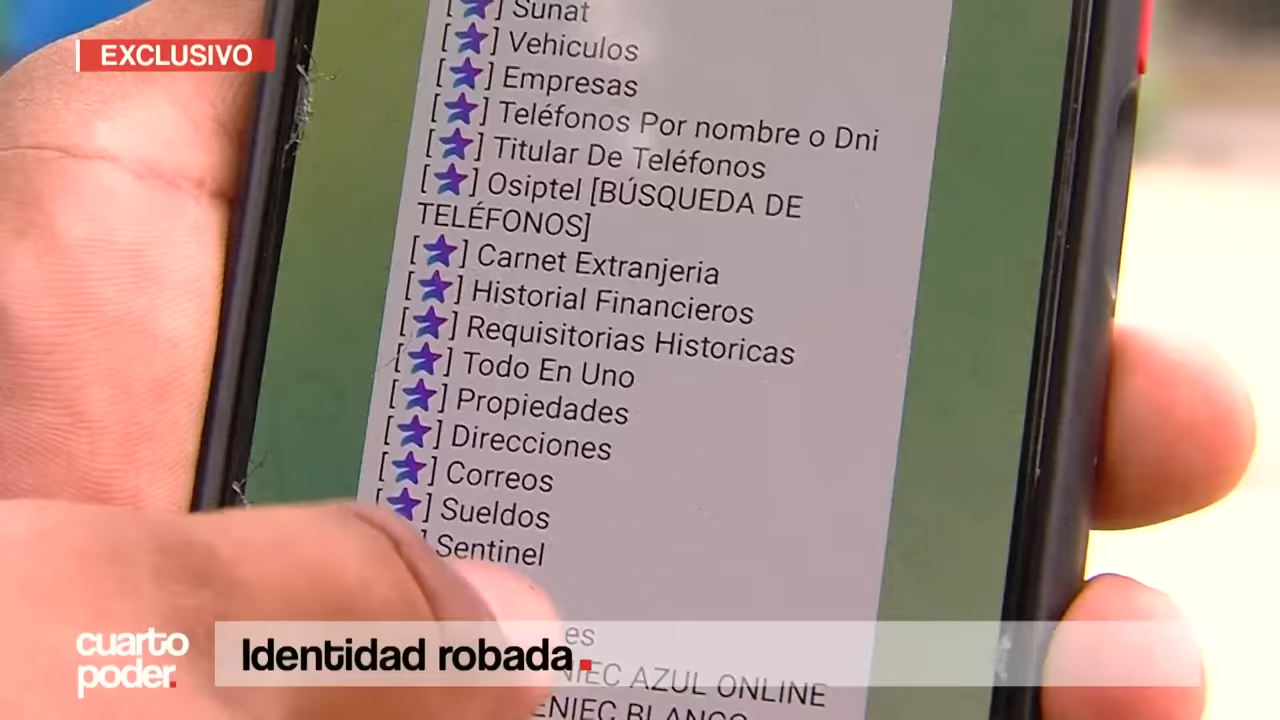 EXCLUSIVO
[⭐] Sunat
[⭐] Vehiculos
[⭐] Empresas
[⭐] Teléfonos Por nombre o Dni
[⭐] Titular De Teléfonos
[⭐] Osiptel [BÚSQUEDA DE
TELÉFONOS]
[⭐] Carnet Extranjeria
[⭐] Historial Financieros
[⭐] Requisitorias Historicas
[⭐] Todo En Uno
[⭐] Propiedades
[⭐] Direcciones
[⭐] Correos
[⭐] Sueldos
] Sentinel
cuarto
poder.
Identidad robada.
AZUL ONLINE
BLANCO